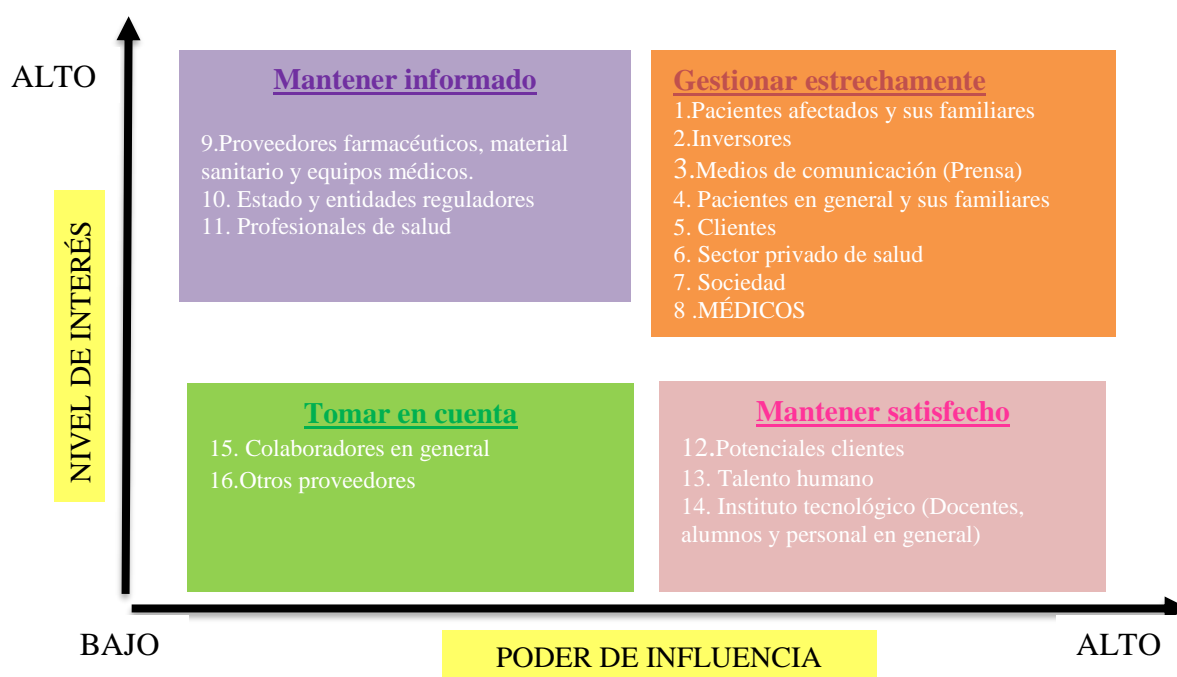 ALTO
Mantener informado
9.Proveedores farmacéuticos, material
sanitario y equipos médicos.
10. Estado y entidades reguladores
11. Profesionales de salud
Gestionar estrechamente
1.Pacientes afectados y sus familiares
2.Inversores
3.Medios de comunicación (Prensa)
4. Pacientes en general y sus familiares
5. Clientes
6. Sector privado de salud
7. Sociedad
8 .MÉDICOS
NIVEL DE INTERÉS
Tomar en cuenta
15. Colaboradores en general
16.Otros proveedores
Mantener satisfecho
12.Potenciales clientes
13. Talento humano
14. Instituto tecnológico (Docentes,
alumnos y personal en general)
BAJO
PODER DE INFLUENCIA
ALTO